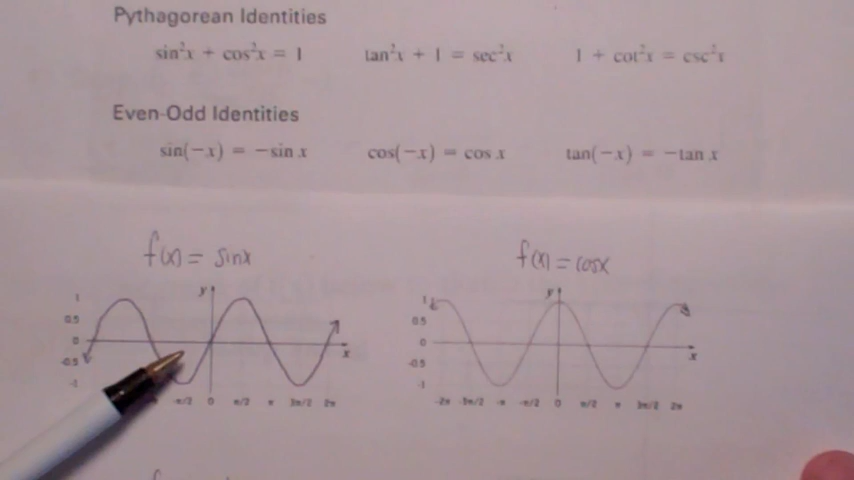 Pythagorean Identities
sin²x + cos²x = 1 tan²x + 1 = sec²x 1 + cot²x = csc²x
Even-Odd Identities
sin(−x) = −sin x cos(−x) = cos x tan(−x) = −tan x
f(x) = sinx f(x) = cosx
y y
1 1
0.5 0.5
0 0
x x
-0.5 -0.5
-1 -1
-π/2 0 π/2 π 3π/2 2π -2π -3π/2 -π -π/2 0 π/2 π 3π/2 2π